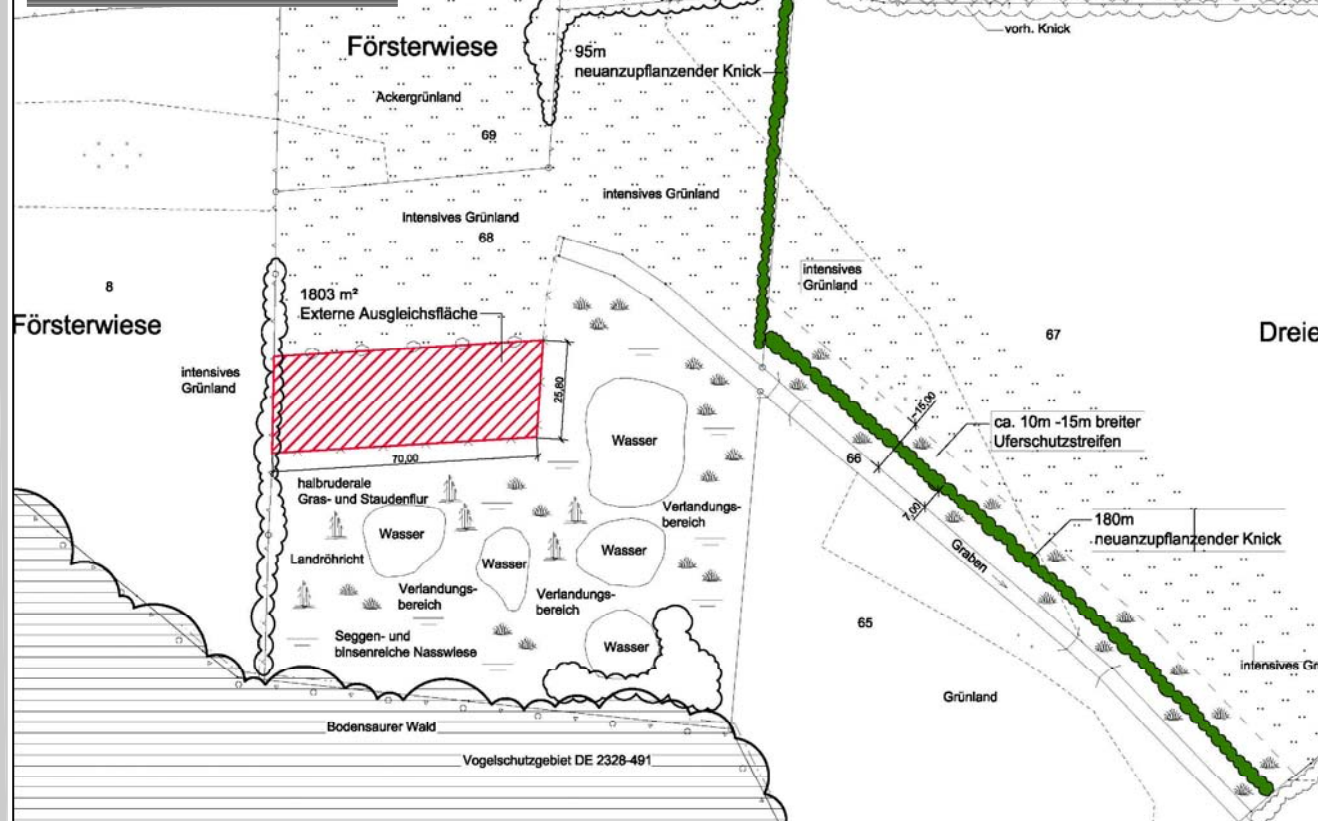 vorh. Knick
Försterwiese
95m
neuanzupflanzender Knick
Ackergrünland
69
intensives Grünland
intensives Grünland
68
intensives
Grünland
8
1803 m²
Externe Ausgleichsfläche
Försterwiese
67
Dreie
intensives
Grünland
25,60
~15,00
ca. 10m -15m breiter
Uferschutzstreifen
Wasser
70,00
66
halbruderale
Gras- und Staudenflur
Verlandungs-
bereich
7,00
180m
neuanzupflanzender Knick
Wasser
Wasser
Wasser
Landröhricht
Graben
Verlandungs-
bereich
Verlandungs-
bereich
65
Seggen- und
binsenreiche Nasswiese
Wasser
intensives Gr
Grünland
Bodensaurer Wald
Vogelschutzgebiet DE 2328-491